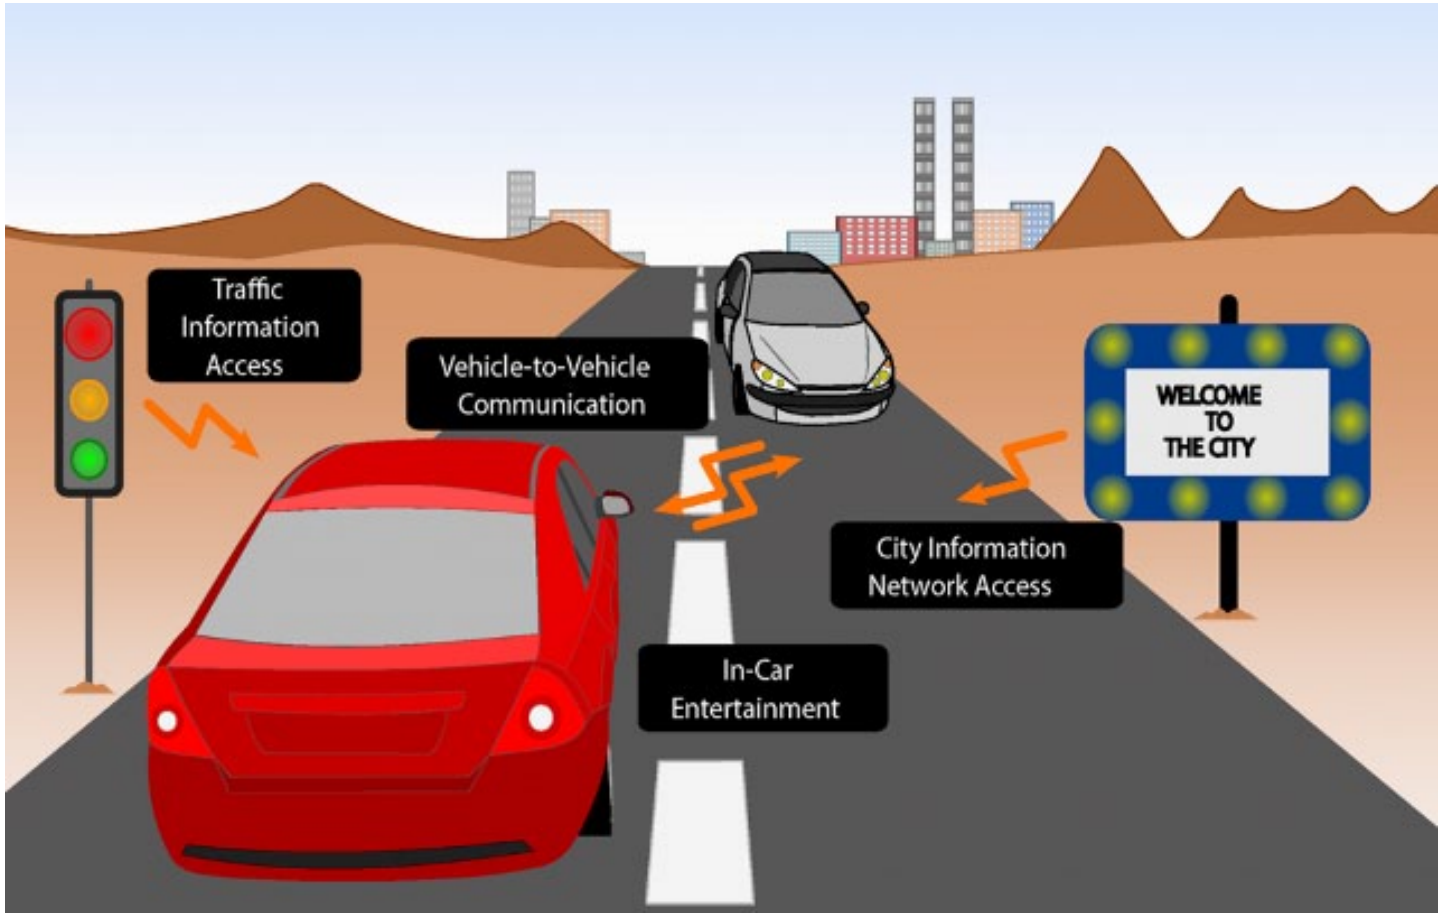 Traffic
Information
Access
Vehicle-to-Vehicle
Communication
WELCOME
TO
THE CITY
City Information
Network Access
In-Car
Entertainment